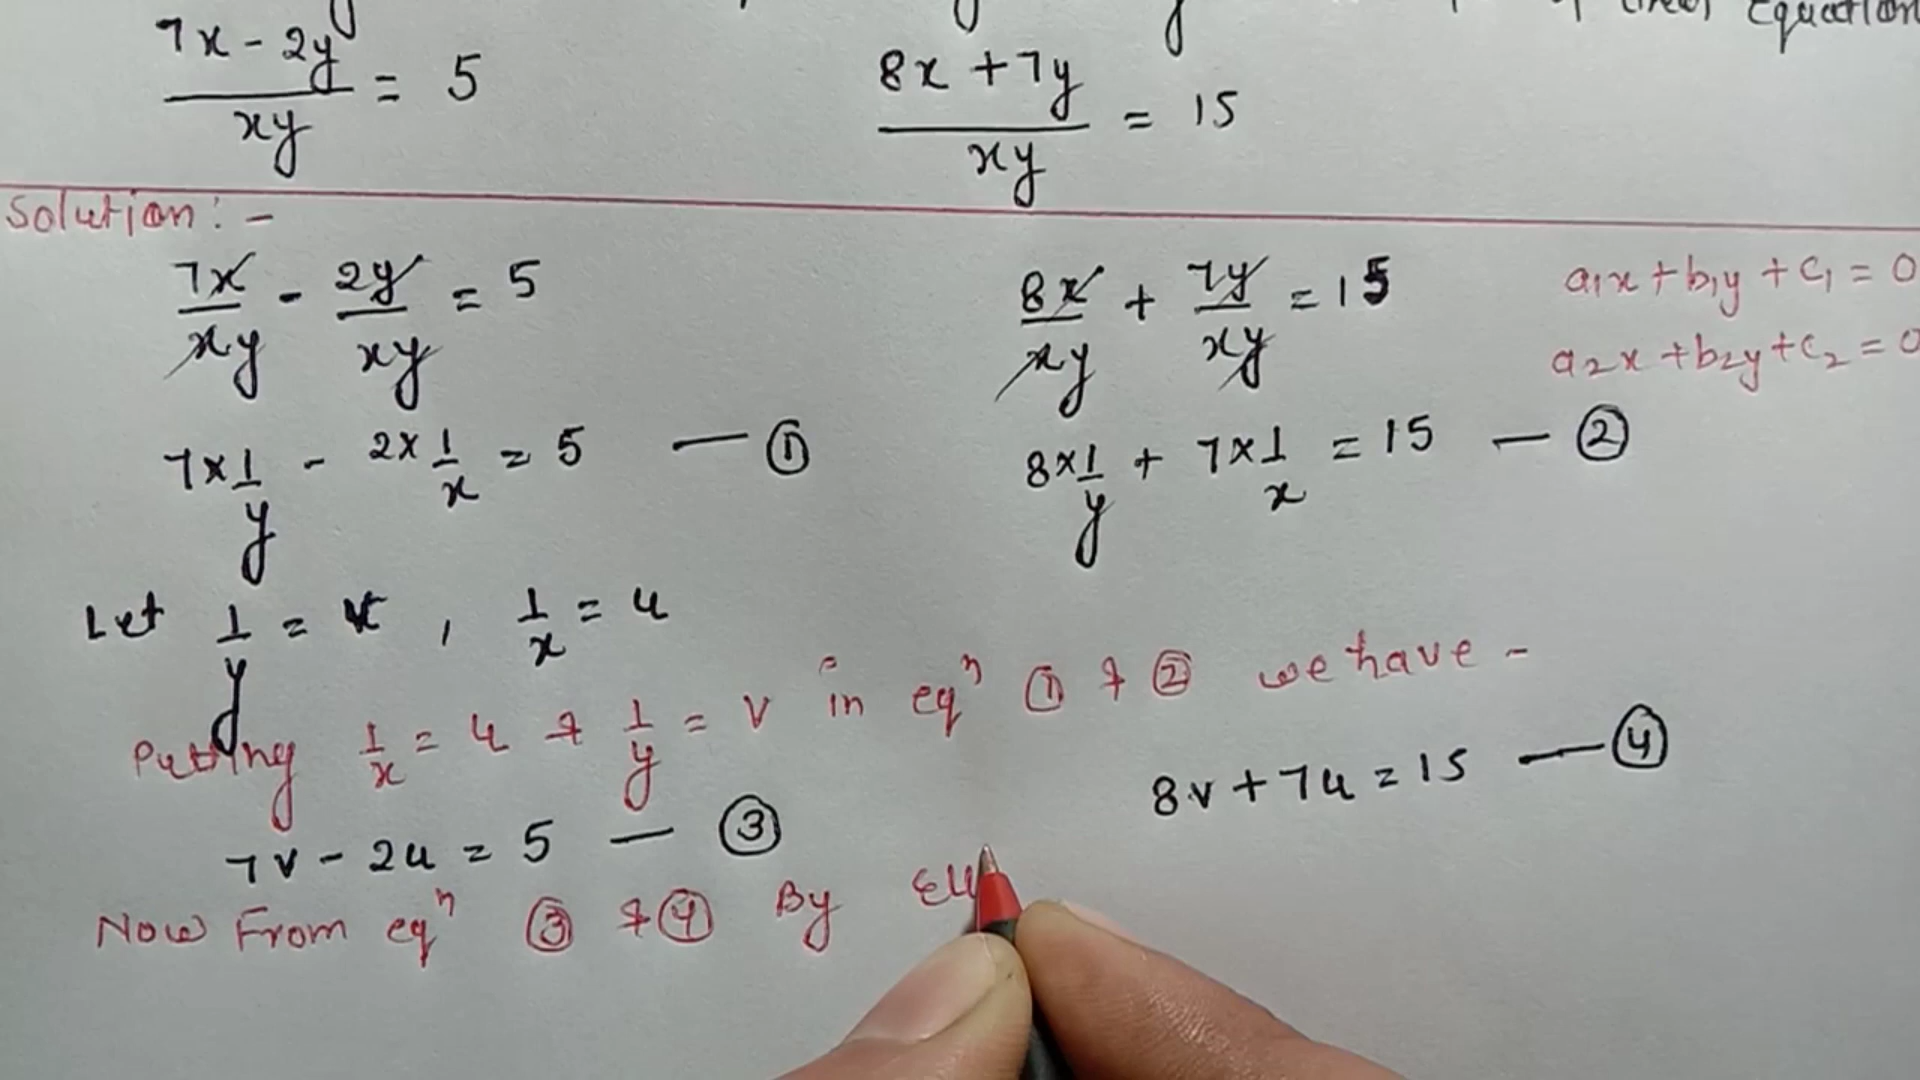 Equation
7x - 2y / xy = 5
8x + 7y / xy = 15
Solution:-
7x/xy - 2y/xy = 5
8x/xy + 7y/xy = 15
a₁x + b₁y + c₁ = 0
a₂x + b₂y + c₂ = 0
7×1/y - 2×1/x = 5 — ①
8×1/y + 7×1/x = 15 — ②
Let 1/y = v, 1/x = u
Putting 1/x = u & 1/y = v in eqⁿ ① & ② we have -
7v - 2u = 5 — ③
8v + 7u = 15 — ④
Now From eqⁿ ③ & ④ By